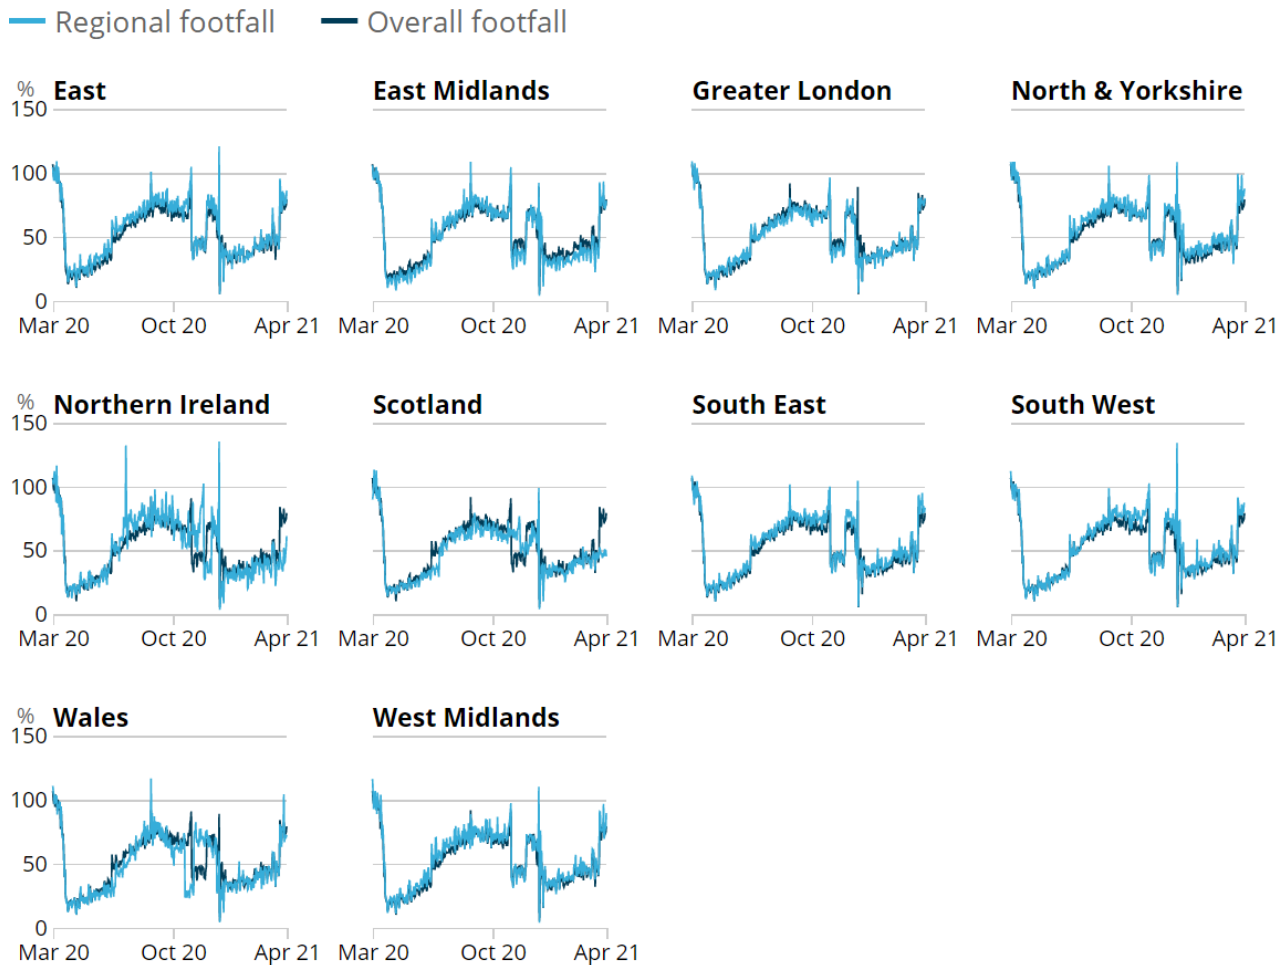 Regional footfall Overall footfall
% East East Midlands Greater London North & Yorkshire
150
100
50
0
Mar 20 Oct 20 Apr 21 Mar 20 Oct 20 Apr 21 Mar 20 Oct 20 Apr 21 Mar 20 Oct 20 Apr 21
% Northern Ireland Scotland South East South West
150
100
50
0
Mar 20 Oct 20 Apr 21 Mar 20 Oct 20 Apr 21 Mar 20 Oct 20 Apr 21 Mar 20 Oct 20 Apr 21
% Wales West Midlands
150
100
50
0
Mar 20 Oct 20 Apr 21 Mar 20 Oct 20 Apr 21